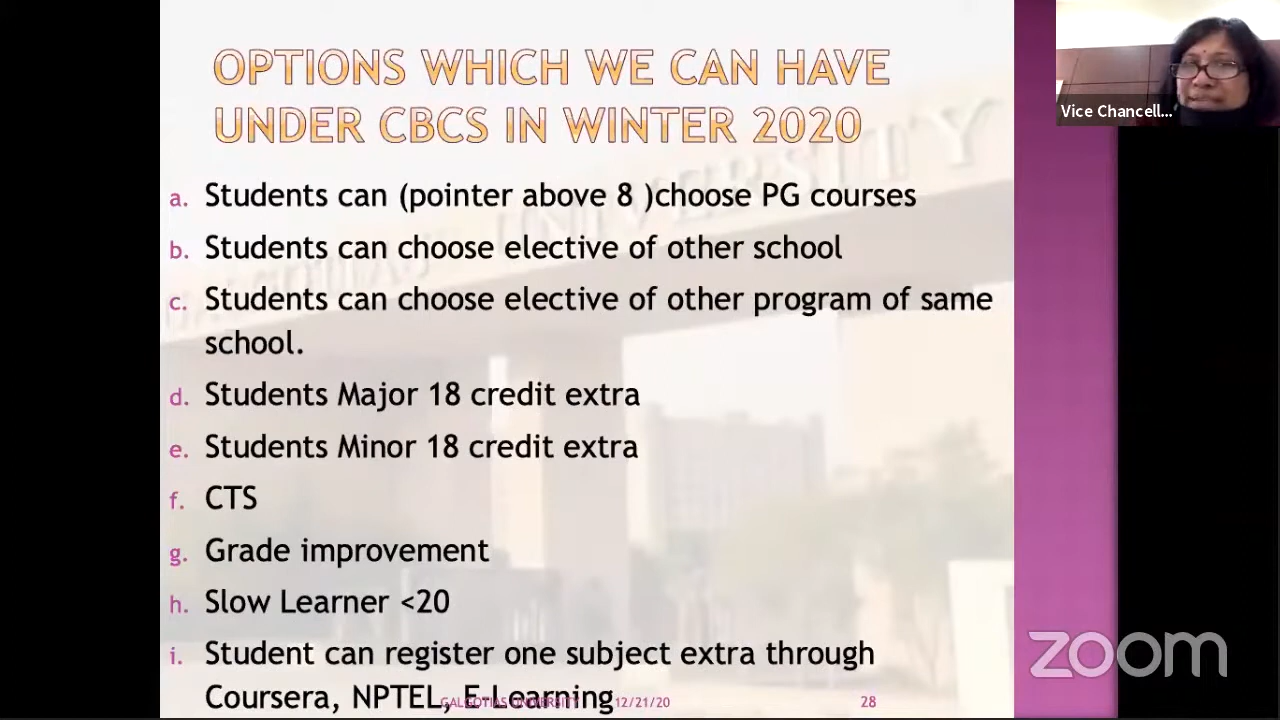 OPTIONS WHICH WE CAN HAVE
UNDER CBCS IN WINTER 2020
Vice Chancell...
a. Students can (pointer above 8 )choose PG courses
b. Students can choose elective of other school
c. Students can choose elective of other program of same
school.
d. Students Major 18 credit extra
e. Students Minor 18 credit extra
f. CTS
g. Grade improvement
h. Slow Learner <20
i. Student can register one subject extra through
Coursera, NPTEL, E-Learning
GALGOTIAS UNIVERSITY 12/21/20 28
zoom
UNIVERSITY